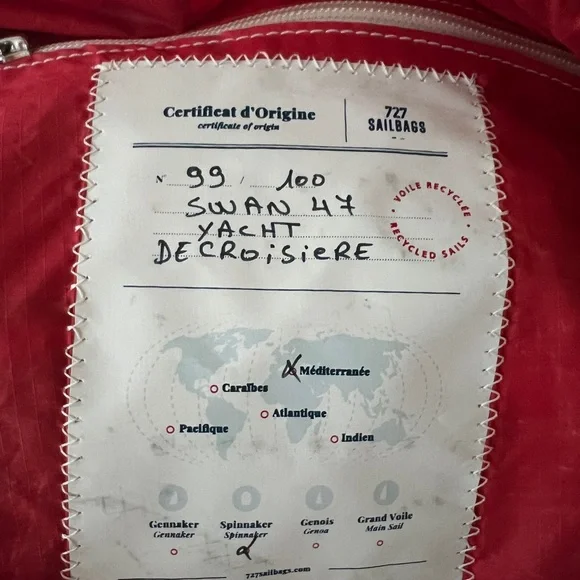 Certificat d'Origine
certificate of origin
727
SAILBAGS
N 99 / 100
SWAN 47
YACHT
DECROISIERE
VOILE RECYCLÉE
RECYCLED SAILS
Méditerranée
Caraïbes
Atlantique
Pacifique
Indien
Gennaker
Gennaker
Spinnaker
Spinnaker
Genois
Genoa
Grand Voile
Main Sail
727sailbags.com